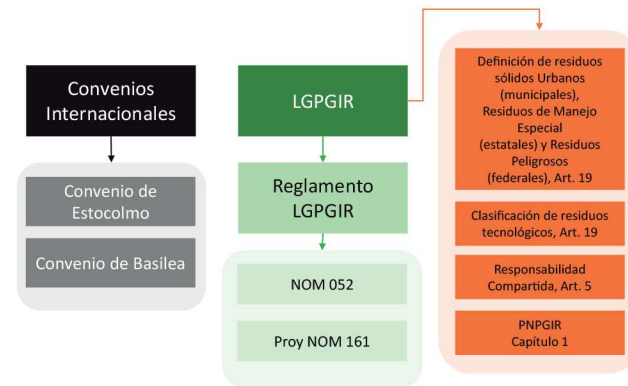 Convenios
Internacionales
Convenio de
Estocolmo
Convenio de Basilea
LGPGIR
Reglamento
LGPGIR
NOM 052
Proy NOM 161
Definición de residuos
sólidos Urbanos
(municipales),
Residuos de Manejo
Especial
(estatales) y Residuos
Peligrosos
(federales), Art. 19
Clasificación de residuos
tecnológicos, Art. 19
Responsabilidad
Compartida, Art. 5
PNPGIR
Capítulo 1